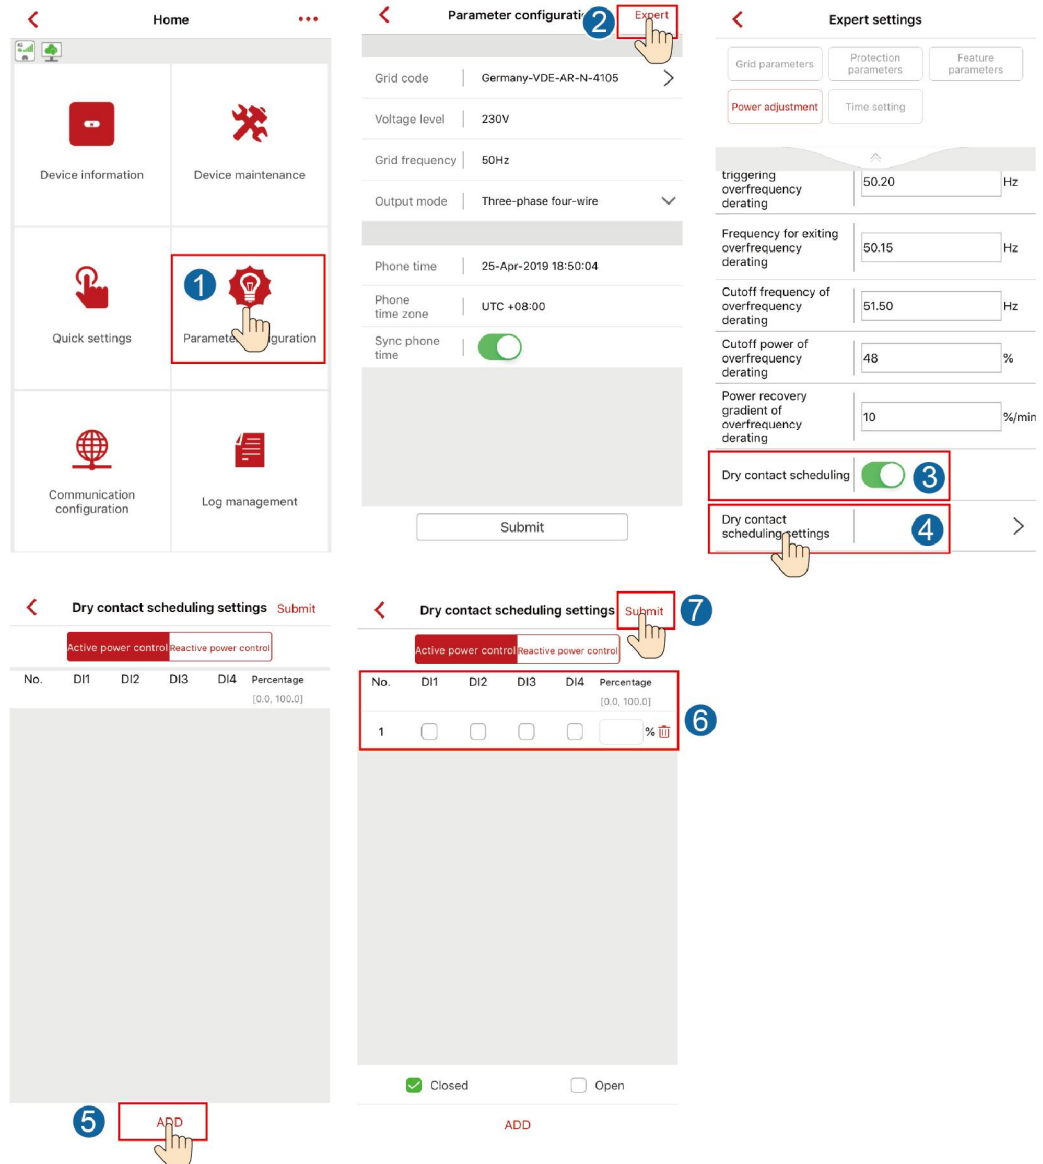 Home
Device information
Device maintenance
1
Quick settings
Communication
configuration
Log management
Parameter configuration
2
Expert
Grid code
Germany-VDE-AR-N-4105
Voltage level
230V
Grid frequency
50Hz
Output mode
Three-phase four-wire
Phone time
25-Apr-2019 18:50:04
Phone
time zone
UTC +08:00
Sync phone
time
Submit
Expert settings
Grid parameters
Protection
parameters
Feature
parameters
Power adjustment
Time setting
triggering
overfrequency
derating
50.20
Hz
Frequency for exiting
overfrequency
derating
50.15
Hz
Cutoff frequency of
overfrequency
derating
51.50
Hz
Cutoff power of
overfrequency
derating
48
%
Power recovery
gradient of
overfrequency
derating
10
%/min
Dry contact scheduling
3
Dry contact
scheduling settings
4
Dry contact scheduling settings
Submit
Active power control
Reactive power control
No.
DI1
DI2
DI3
DI4
Percentage
[0.0, 100.0]
5
ADD
Dry contact scheduling settings
Submit
7
Active power control
Reactive power control
No.
DI1
DI2
DI3
DI4
Percentage
[0.0, 100.0]
1
%
6
Closed
Open
ADD